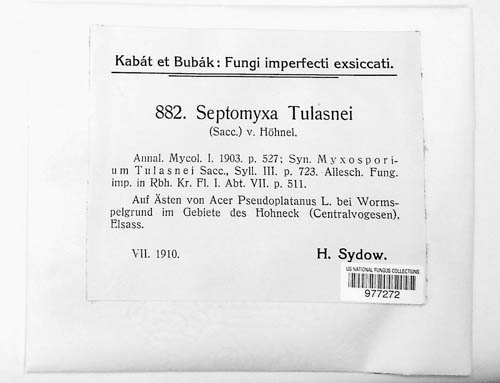 Kabát et Bubák: Fungi imperfecti exsiccati.
882. Septomyxa Tulasnei
(Sacc.) v. Höhnel.
Annal. Mycol. I. 1903. p. 527; Syn. Myxospori-
um Tulasnei Sacc., Syll. III. p. 723. Allesch. Fung.
imp. in Rbh. Kr. Fl. I. Abt. VII. p. 511.
Auf Ästen von Acer Pseudoplatanus L. bei Worms-
pelgrund im Gebiete des Hohneck (Centralvogesen),
Elsass.
VII. 1910.
H. Sydow.
US NATIONAL FUNGUS COLLECTIONS
977272